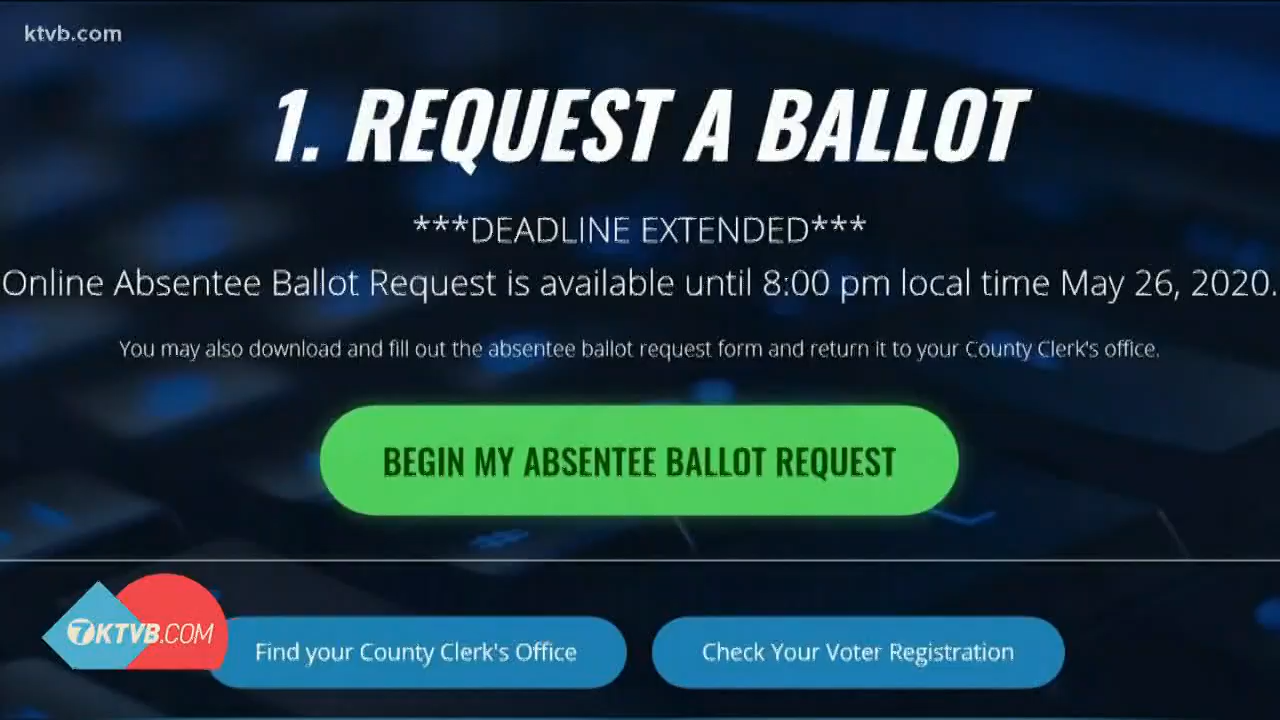 ktvb.com
1. REQUEST A BALLOT
***DEADLINE EXTENDED***
Online Absentee Ballot Request is available until 8:00 pm local time May 26, 2020.
You may also download and fill out the absentee ballot request form and return it to your County Clerk's office.
BEGIN MY ABSENTEE BALLOT REQUEST
7KTVB.COM
Find your County Clerk's Office
Check Your Voter Registration